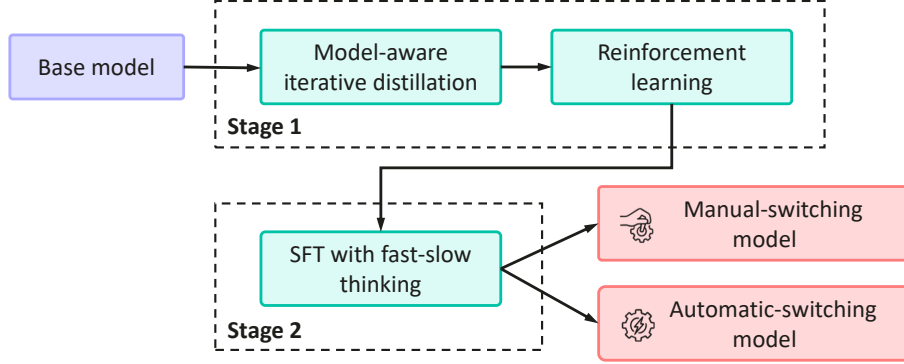 Base model
Model-aware
iterative distillation
Reinforcement
learning
Stage 1
SFT with fast-slow
thinking
Stage 2
Manual-switching
model
Automatic-switching
model